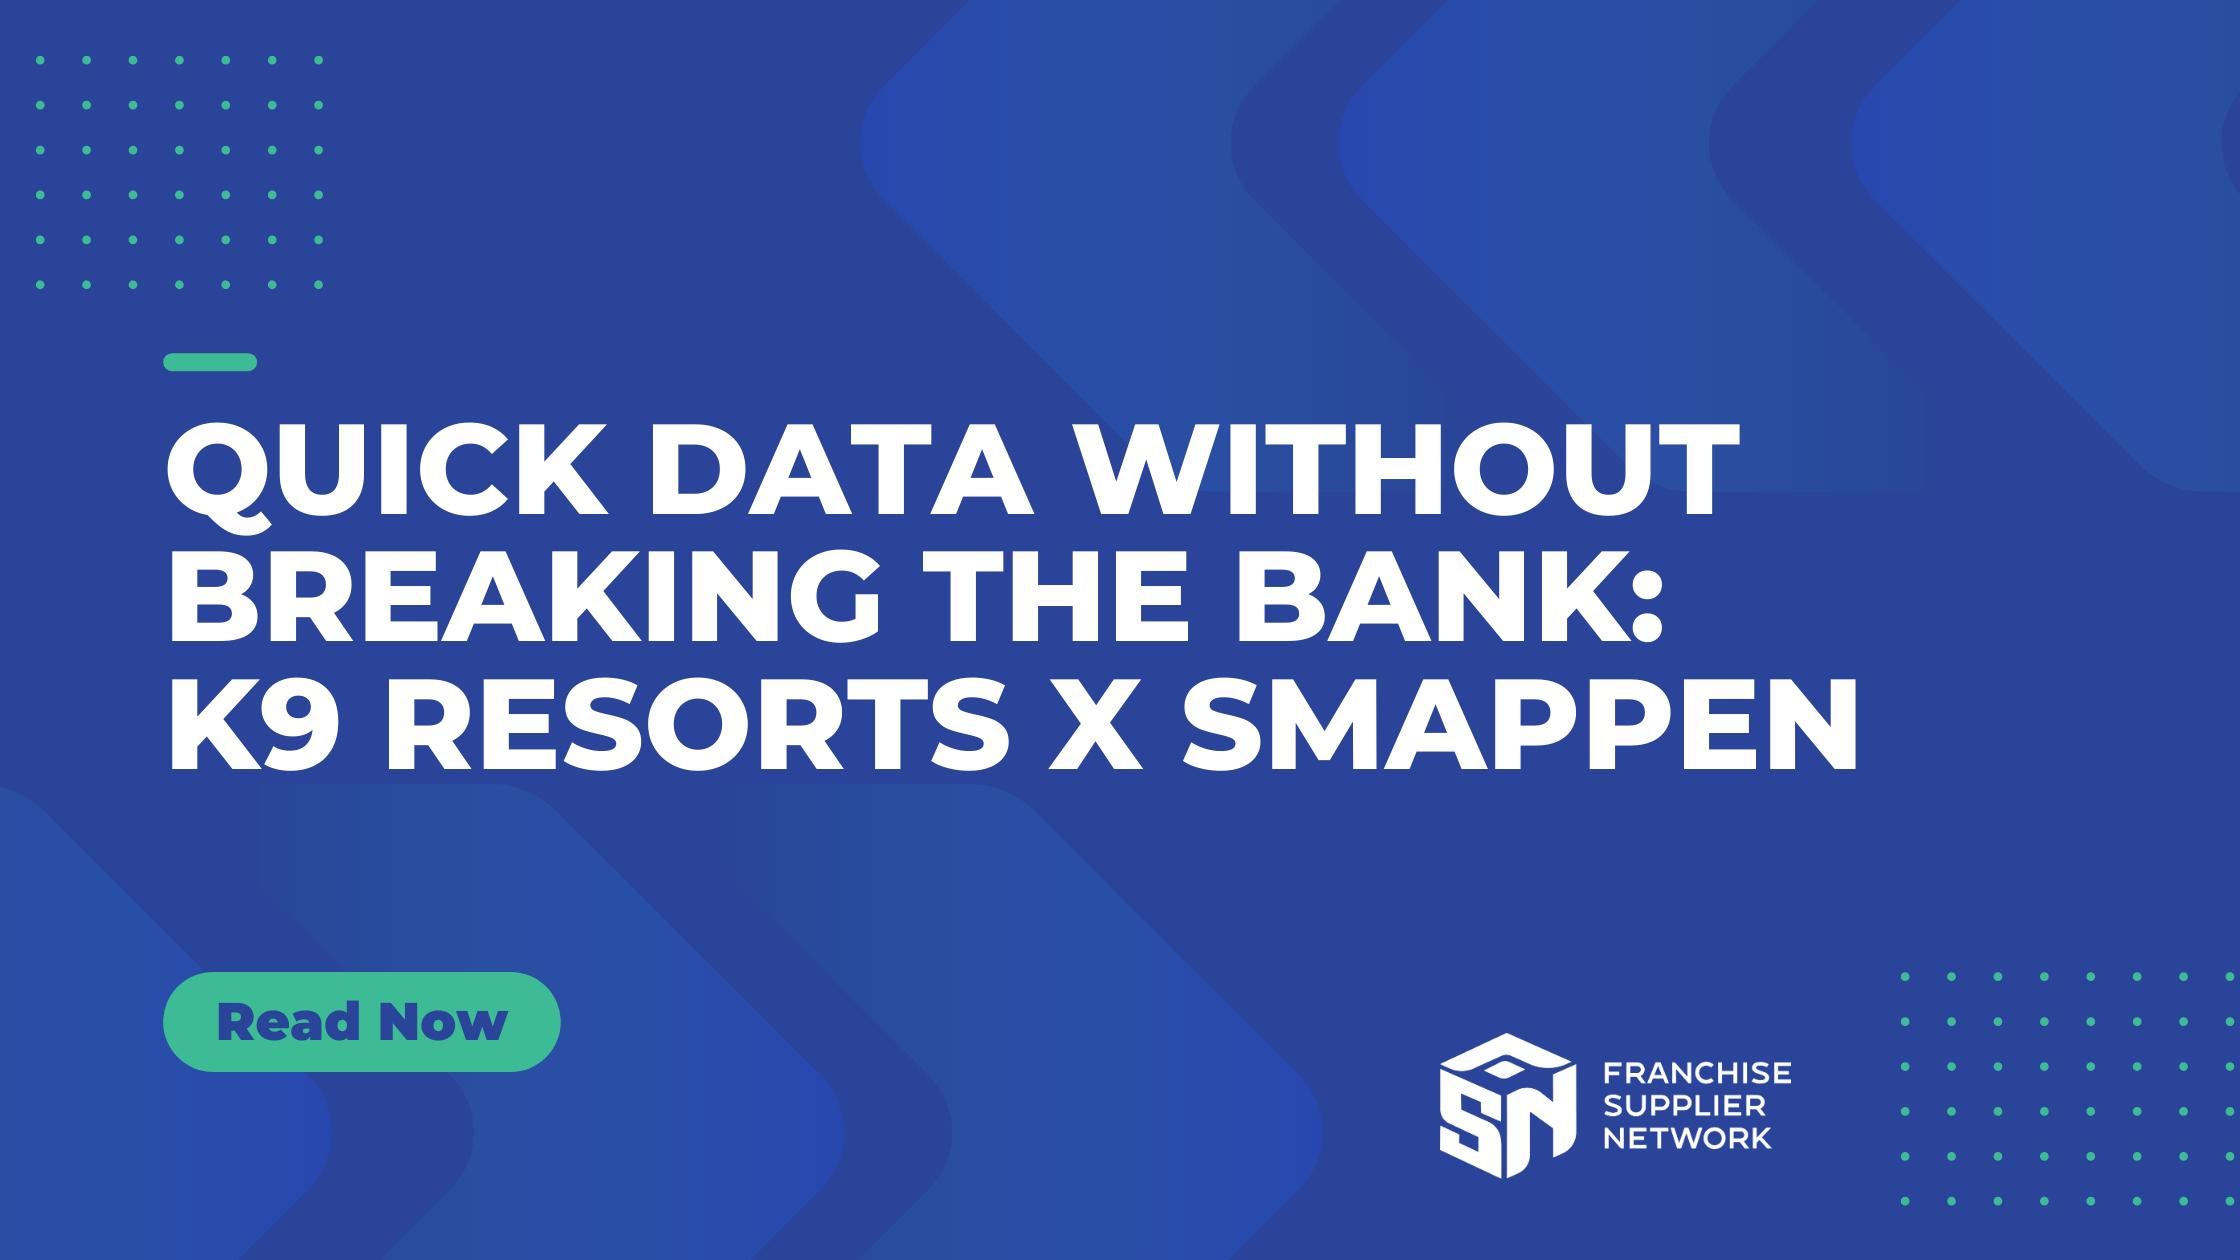 QUICK DATA WITHOUT
BREAKING THE BANK:
K9 RESORTS X SMAPPEN
Read Now
FRANCHISE
SUPPLIER
NETWORK